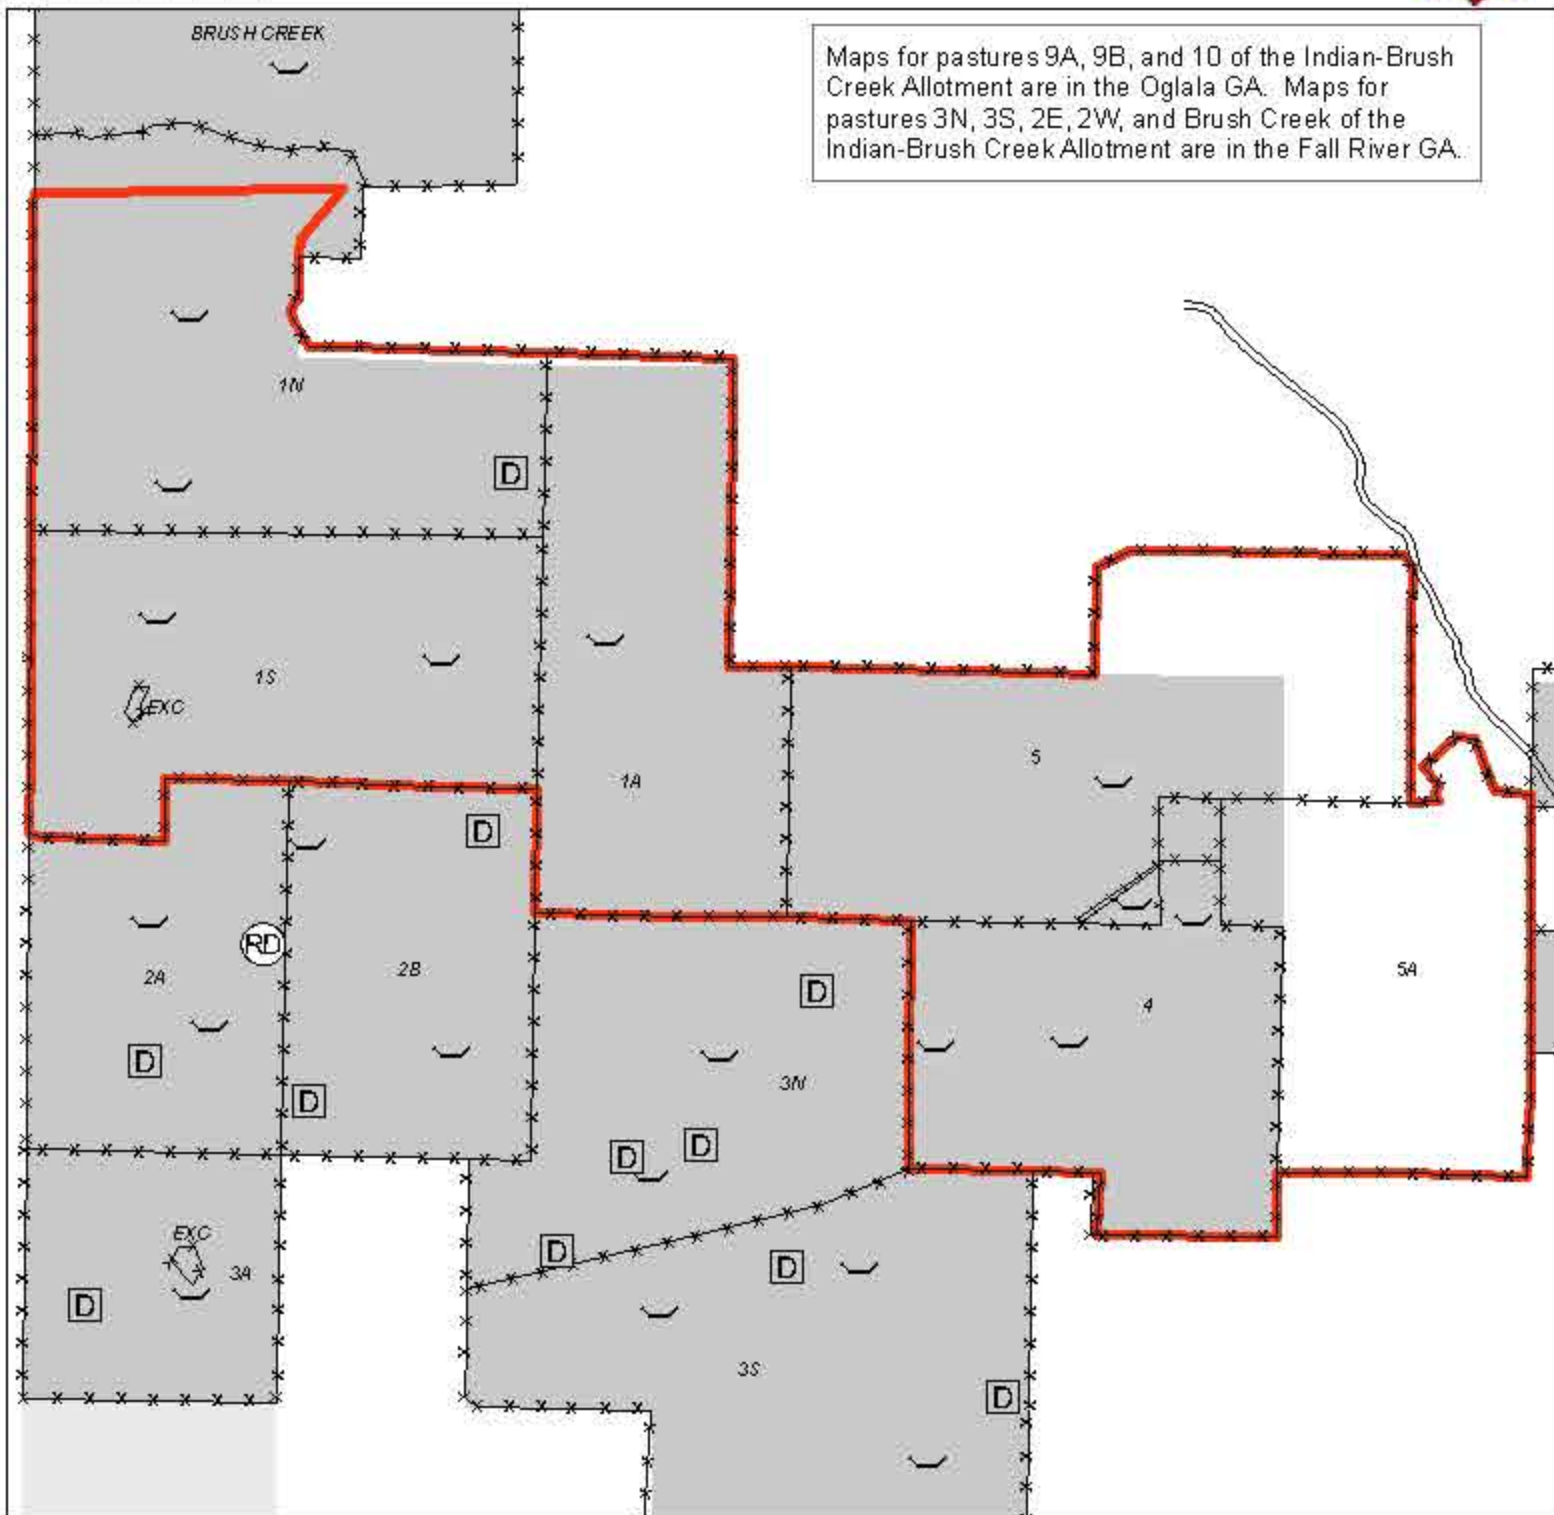 BRUSH CREEK
Maps for pastures 9A, 9B, and 10 of the Indian-Brush
Creek Allotment are in the Oglala GA. Maps for
pastures 3N, 3S, 2E, 2W, and Brush Creek of the
Indian-Brush Creek Allotment are in the Fall River GA.
1N
D
1S
EXC
1A
5
D
RD
2A
2B
D
5A
4
D
D
3N
D
D
EXC
3A
D
D
D
3S
D